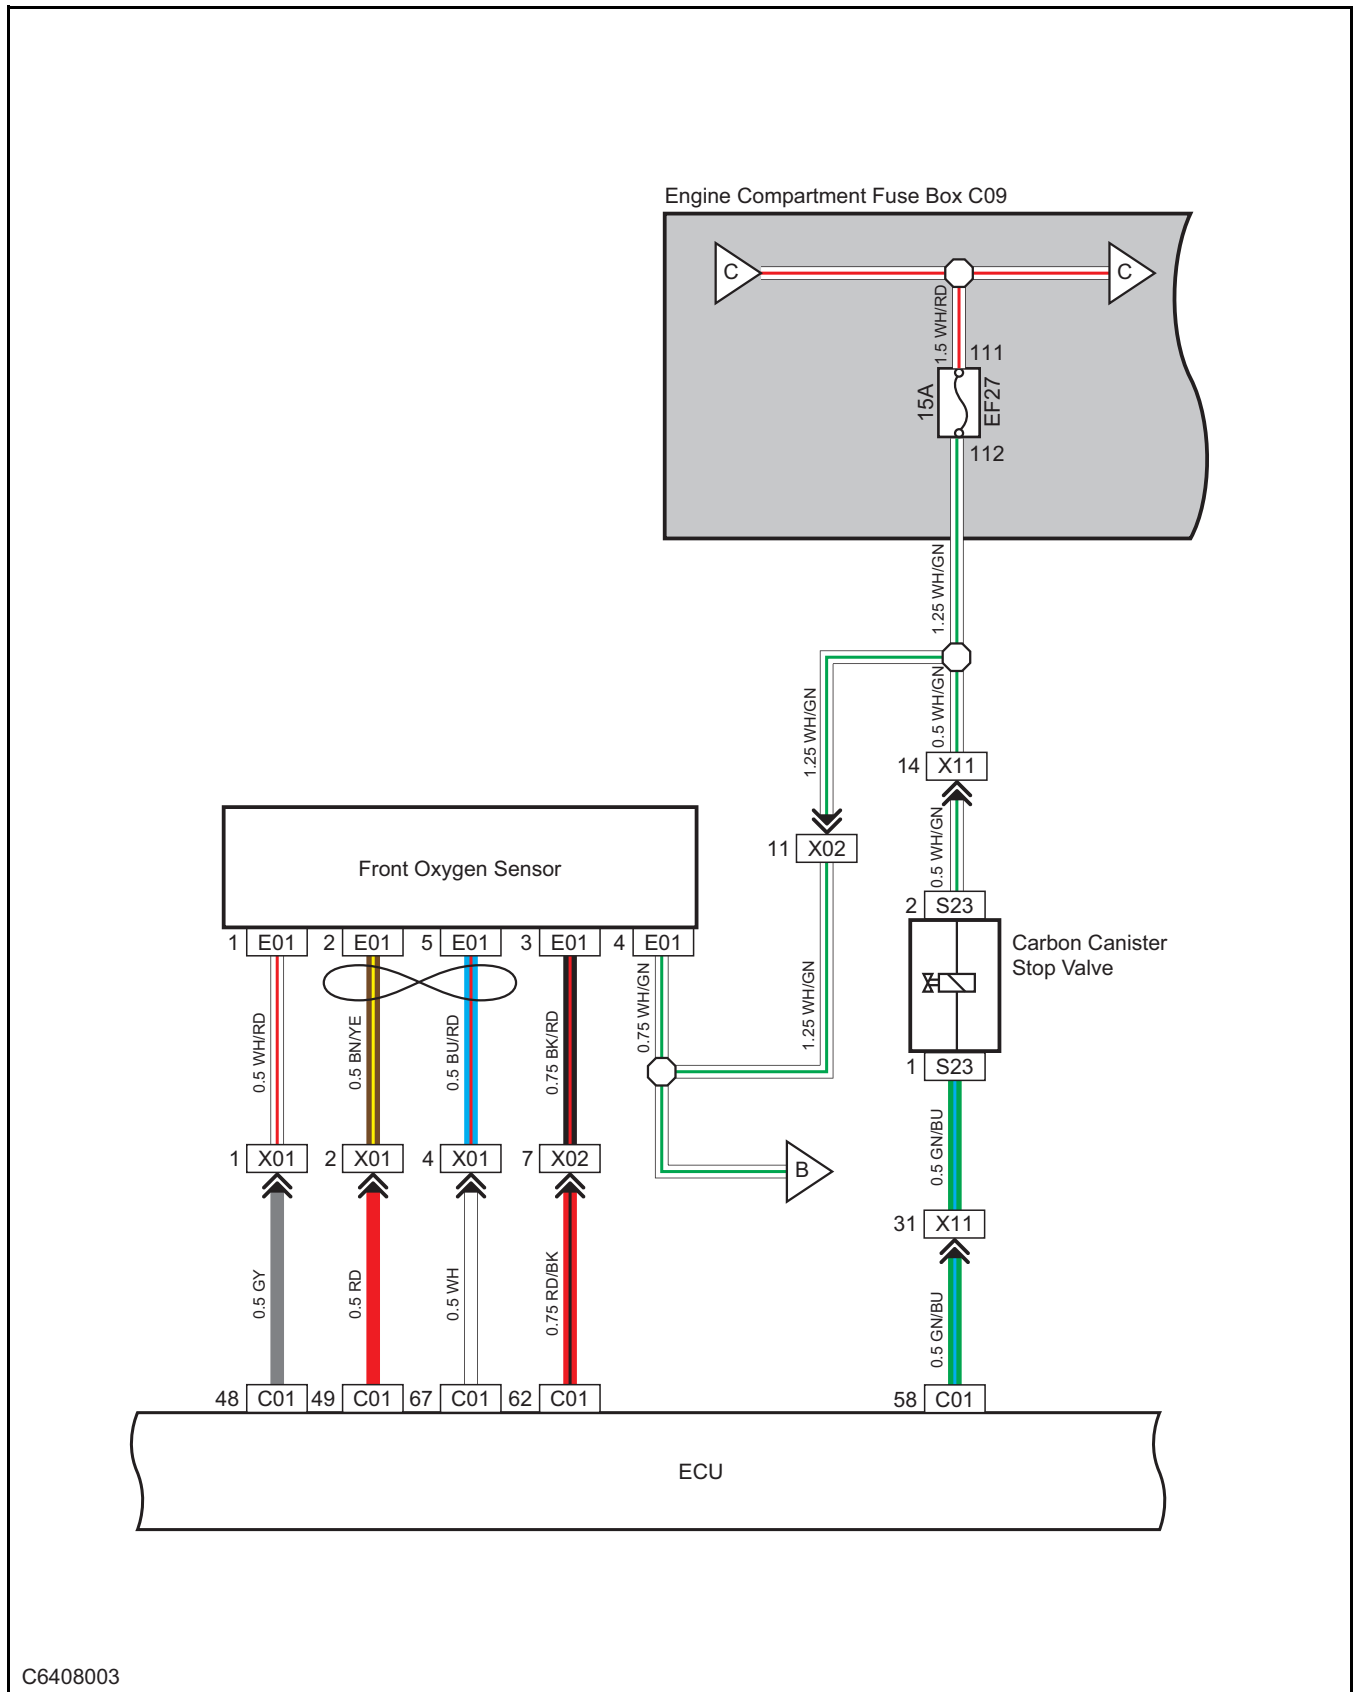 Engine Compartment Fuse Box C09
C
C
1.5 WH/RD
111
15A
EF27
112
1.25 WH/GN
1.25 WH/GN
0.5 WH/GN
14 X11
0.5 WH/GN
11 X02
2 S23
Front Oxygen Sensor
Carbon Canister
Stop Valve
1 E01 2 E01 5 E01 3 E01 4 E01
0.5 WH/RD
0.5 BN/YE
0.5 BU/RD
0.75 BK/RD
0.75 WH/GN
1.25 WH/GN
1 S23
0.5 GN/BU
1 X01 2 X01 4 X01 7 X02
B
31 X11
0.5 GY
0.5 RD
0.5 WH
0.75 RD/BK
0.5 GN/BU
48 C01 49 C01 67 C01 62 C01 58 C01
ECU
C6408003